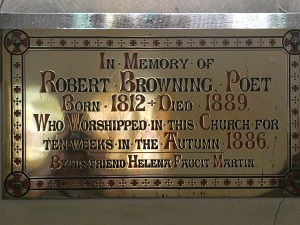 In Memory of
Robert Browning, Poet
Born · 1812 ÷ Died · 1889.
Who Worshipped in this Church for
ten weeks · in the Autumn · 1886.
By his friend Helena Faucit Martin.